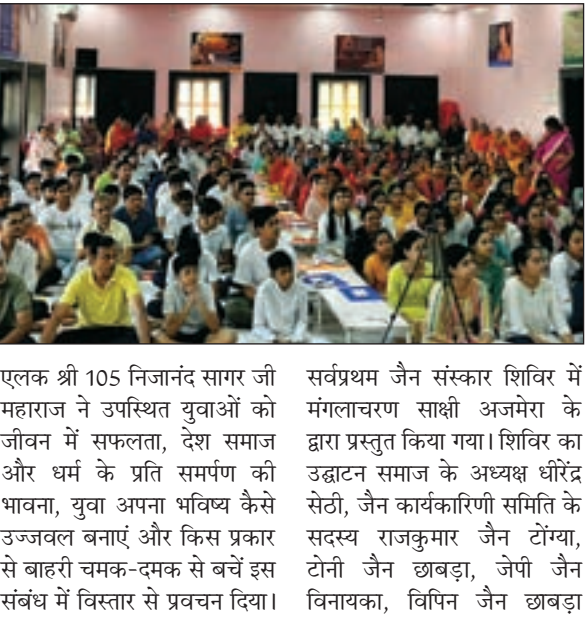 एलक श्री 105 निजानंद सागर जी
महाराज ने उपस्थित युवाओं को
जीवन में सफलता, देश समाज
और धर्म के प्रति समर्पण की
भावना, युवा अपना भविष्य कैसे
उज्जवल बनाएं और किस प्रकार
से बाहरी चमक-दमक से बचें इस
संबंध में विस्तार से प्रवचन दिया।
सर्वप्रथम जैन संस्कार शिविर में
मंगलाचरण साक्षी अजमेरा के
द्वारा प्रस्तुत किया गया। शिविर का
उद्घाटन समाज के अध्यक्ष धीरेंद्र
सेठी, जैन कार्यकारिणी समिति के
सदस्य राजकुमार जैन टोंग्या,
टोनी जैन छाबड़ा, जेपी जैन
विनायका, विपिन जैन छाबड़ा